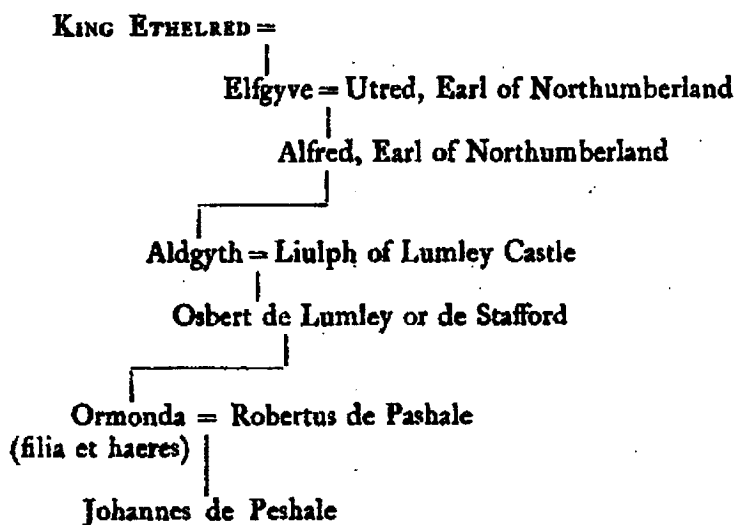 KING ETHELRED =
Elfgyve = Utred, Earl of Northumberland
Alfred, Earl of Northumberland
Aldgyth = Liulph of Lumley Castle
Osbert de Lumley or de Stafford
Ormonda = Robertus de Pashale
(filia et haeres)
Johannes de Peshale